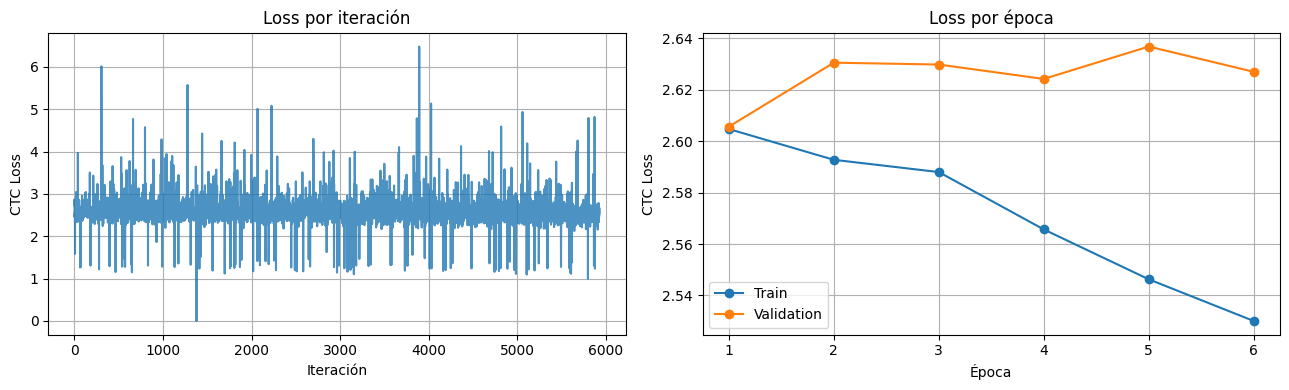 Loss por iteración
CTC Loss
6
5
4
3
2
1
0
0 1000 2000 3000 4000 5000 6000
Iteración
Loss por época
CTC Loss
2.64
2.62
2.60
2.58
2.56
2.54
Train
Validation
1 2 3 4 5 6
Época